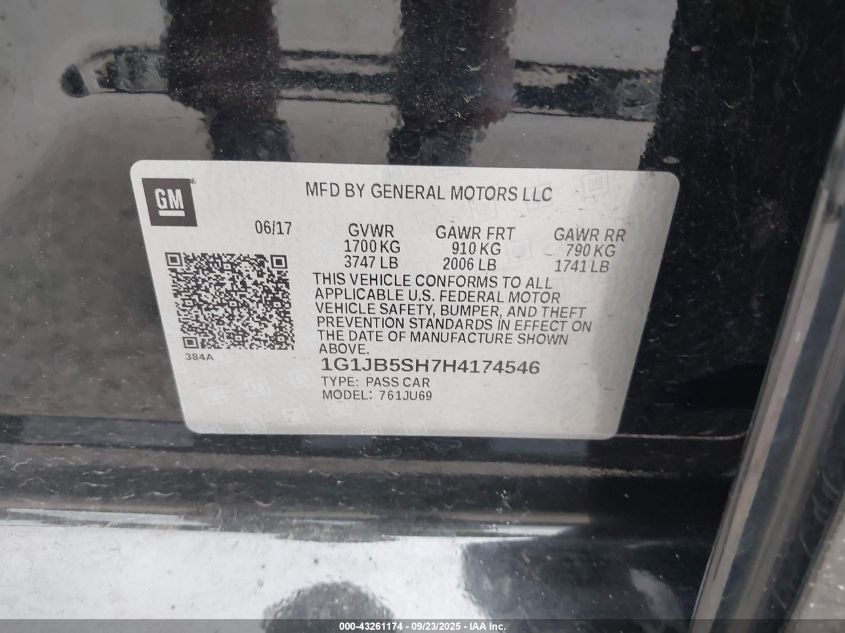 GM
MFD BY GENERAL MOTORS LLC
06/17
GVWR GAWR FRT GAWR RR
1700 KG 910 KG 790 KG
3747 LB 2006 LB 1741 LB
THIS VEHICLE CONFORMS TO ALL
APPLICABLE U.S. FEDERAL MOTOR
VEHICLE SAFETY, BUMPER, AND THEFT
PREVENTION STANDARDS IN EFFECT ON
THE DATE OF MANUFACTURE SHOWN
ABOVE.
384A
1G1JB5SH7H4174546
TYPE: PASS CAR
MODEL: 761JU69
000-43261174 - 09/23/2025 - IAA Inc.